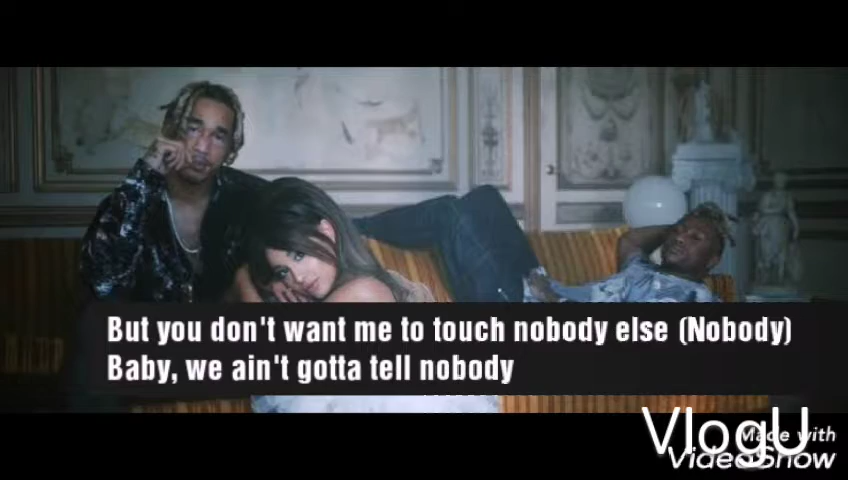 But you don't want me to touch nobody else (Nobody)
Baby, we ain't gotta tell nobody
VlogU
Made with
VideoShow